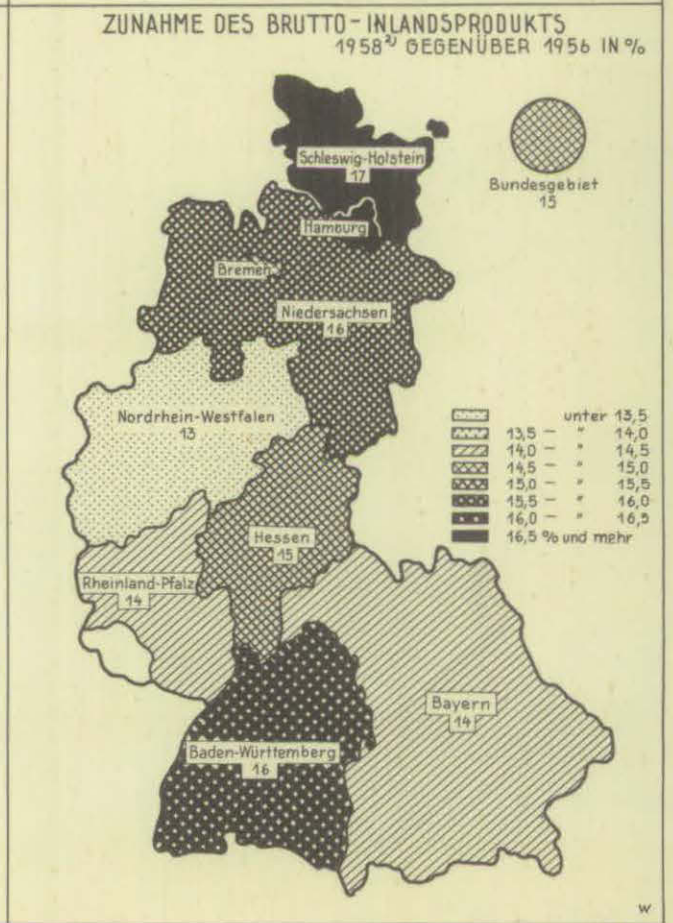 ZUNAHME DES BRUTTO-INLANDSPRODUKTS
1958²⁾ GEGENÜBER 1956 IN %
Schleswig-Holstein
17
Bundesgebiet
15
Hamburg
Bremen
Niedersachsen
16
Nordrhein-Westfalen
13
unter 13,5
13,5 – " 14,0
14,0 – " 14,5
14,5 – " 15,0
15,0 – " 15,5
15,5 – " 16,0
16,0 – " 16,5
16,5 % und mehr
Hessen
15
Rheinland-Pfalz
14
Bayern
14
Baden-Württemberg
16
W